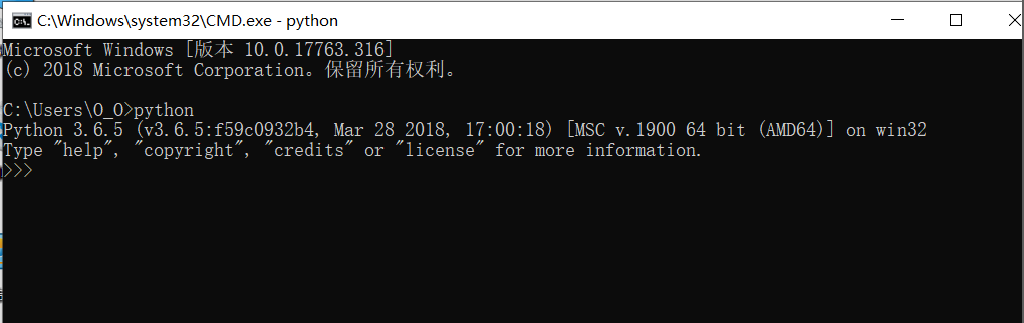 C:\Windows\system32\CMD.exe - python
Microsoft Windows [版本 10.0.17763.316]
(c) 2018 Microsoft Corporation。保留所有权利。
C:\Users\O_O>python
Python 3.6.5 (v3.6.5:f59c0932b4, Mar 28 2018, 17:00:18) [MSC v.1900 64 bit (AMD64)] on win32
Type "help", "copyright", "credits" or "license" for more information.
>>>